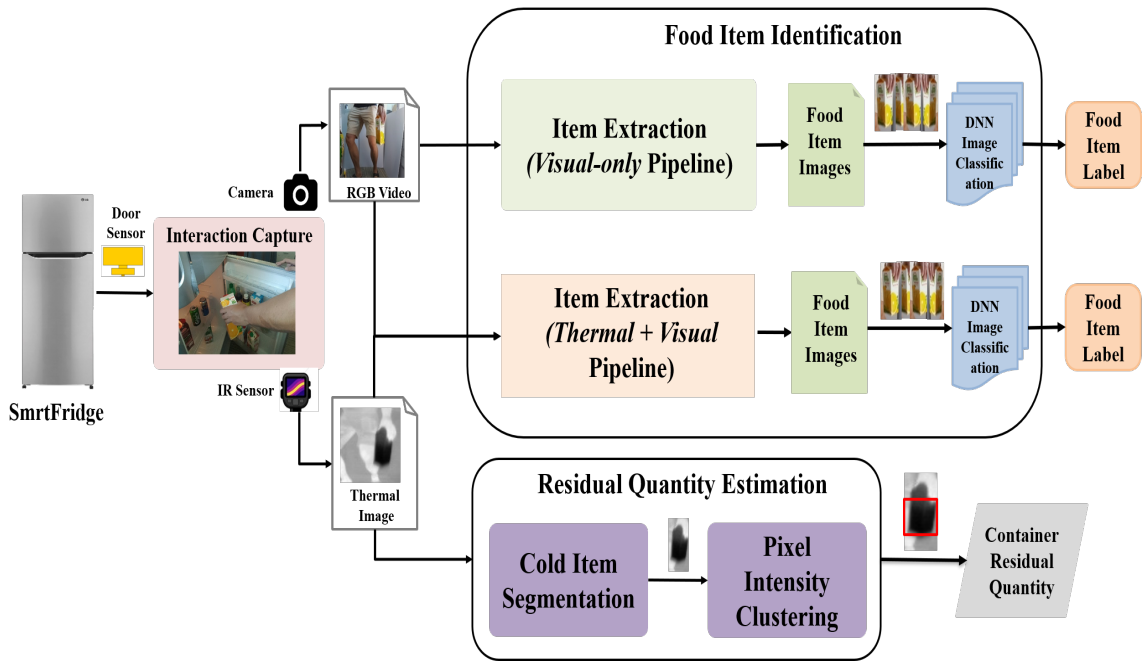 Food Item Identification
Item Extraction
(Visual-only Pipeline)
Food
Item
Images
DNN
Image
Classific
ation
Food
Item
Label
Camera
RGB Video
Door
Sensor
Interaction Capture
SmrtFridge
IR Sensor
Item Extraction
(Thermal + Visual
Pipeline)
Food
Item
Images
DNN
Image
Classific
ation
Food
Item
Label
Thermal
Image
Residual Quantity Estimation
Cold Item
Segmentation
Pixel
Intensity
Clustering
Container
Residual
Quantity